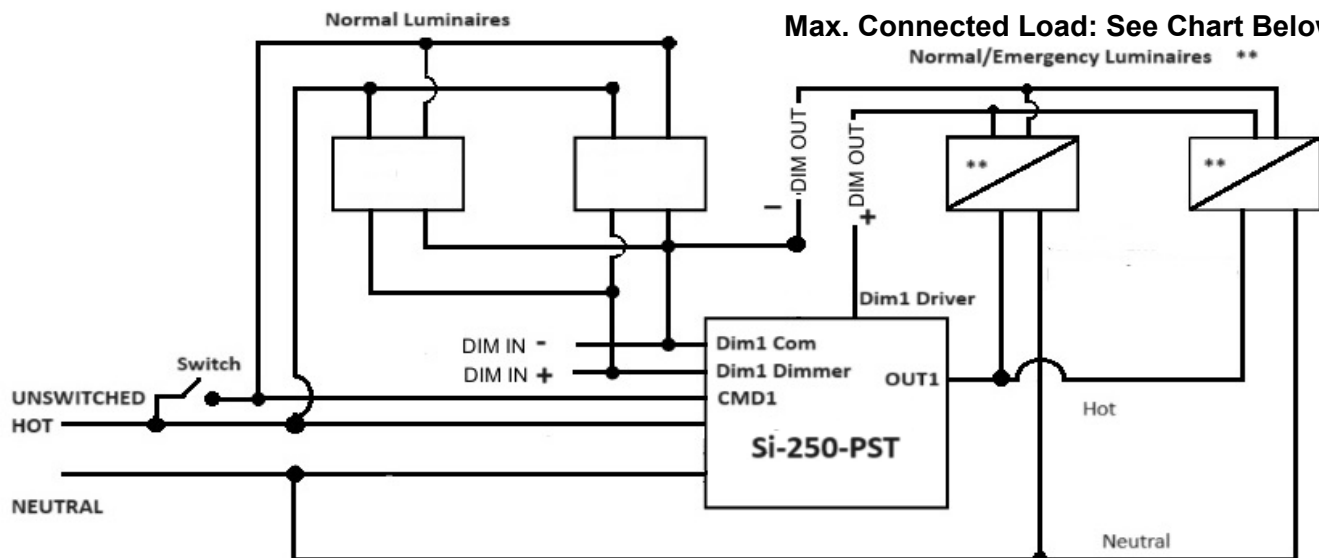 Normal Luminaires
Max. Connected Load: See Chart Below
Normal/Emergency Luminaires **
DIM OUT
-
DIM OUT
+
**
**
Dim1 Driver
DIM IN -
DIM IN +
Dim1 Com
Dim1 Dimmer
CMD1
OUT1
Si-250-PST
Switch
UNSWITCHED
HOT
NEUTRAL
Hot
Neutral